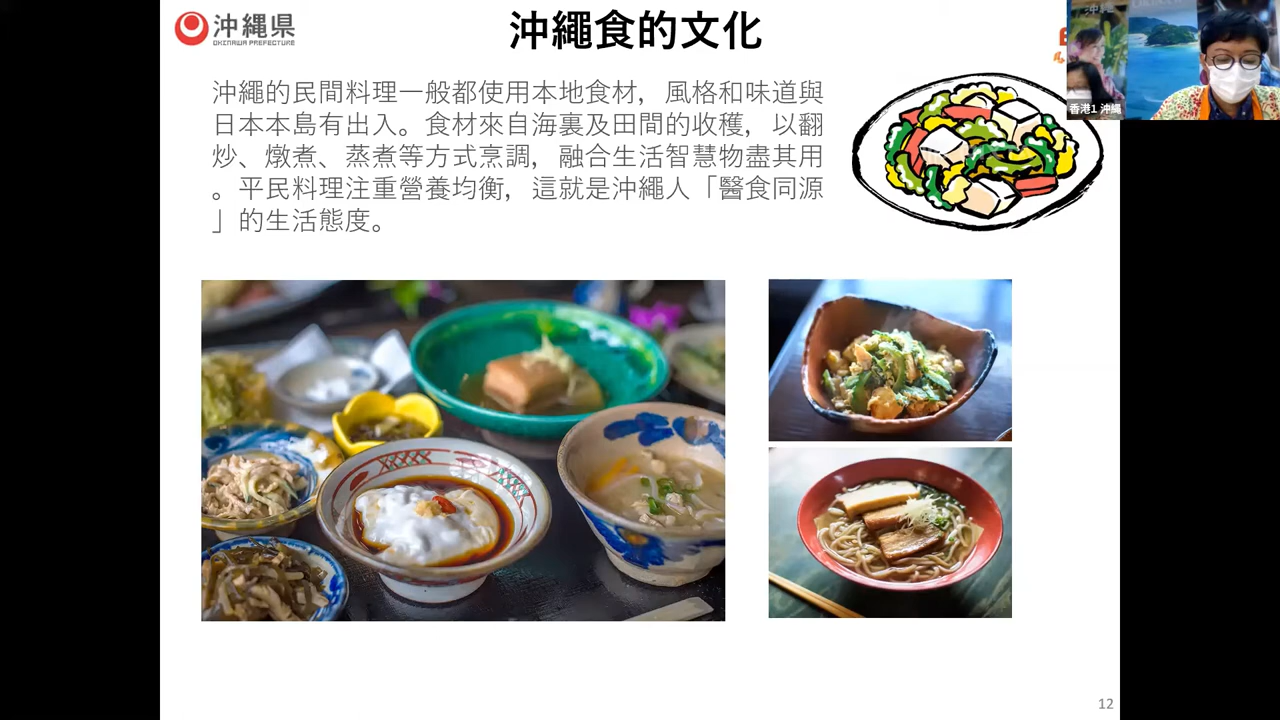 沖縄県
OKINAWA PREFECTURE
沖繩食的文化
沖繩
香港1 沖縄
沖繩的民間料理一般都使用本地食材，風格和味道與
日本本島有出入。食材來自海裏及田間的收穫，以翻
炒、燉煮、蒸煮等方式烹調，融合生活智慧物盡其用
。平民料理注重營養均衡，這就是沖繩人「醫食同源
」的生活態度。
12